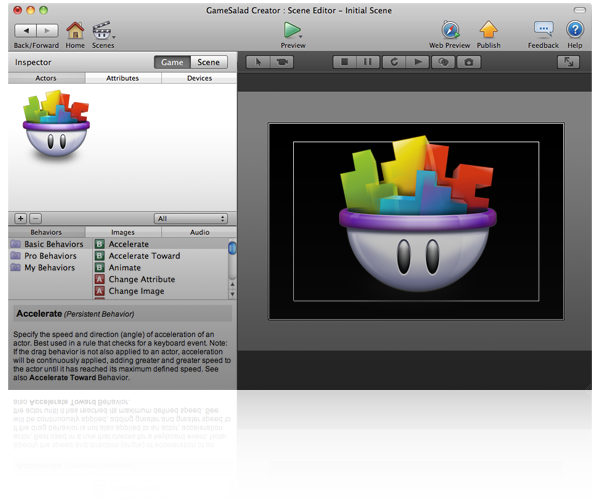 GameSalad Creator : Scene Editor - Initial Scene
Back/Forward
Home
Scenes
Preview
Web Preview
Publish
Feedback
Help
Inspector
Game
Scene
Actors
Attributes
Devices
All
Behaviors
Images
Audio
Basic Behaviors
Pro Behaviors
My Behaviors
B Accelerate
B Accelerate Toward
B Animate
A Change Attribute
A Change Image
Accelerate (Persistent Behavior)
Specify the speed and direction (angle) of acceleration of an
actor. Best used in a rule that checks for a keyboard event. Note:
If the drag behavior is not also applied to an actor, acceleration
will be continuously applied, adding greater and greater speed to
the actor until it has reached its maximum defined speed. See
also Accelerate Toward Behavior.